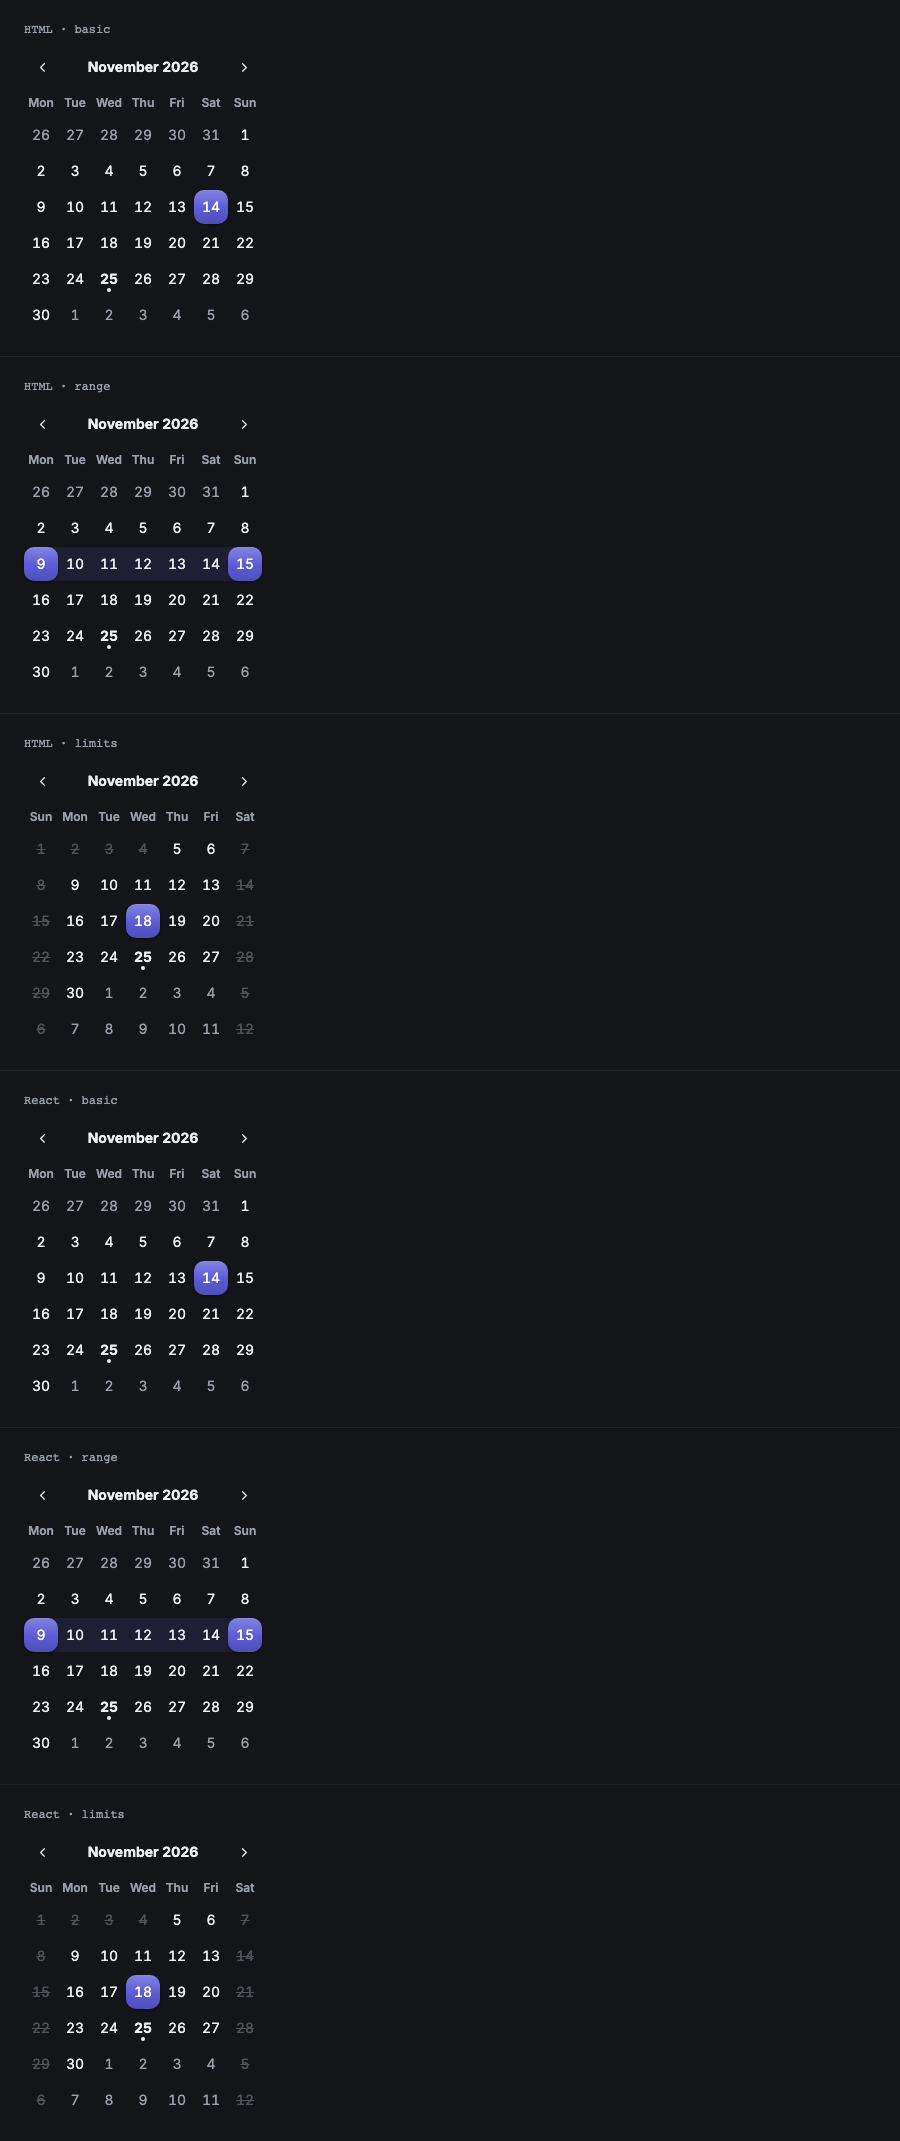 HTML · basic
November 2026
Mon Tue Wed Thu Fri Sat Sun
26 27 28 29 30 31 1
2 3 4 5 6 7 8
9 10 11 12 13 14 15
16 17 18 19 20 21 22
23 24 25 26 27 28 29
30 1 2 3 4 5 6
HTML · range
November 2026
Mon Tue Wed Thu Fri Sat Sun
26 27 28 29 30 31 1
2 3 4 5 6 7 8
9 10 11 12 13 14 15
16 17 18 19 20 21 22
23 24 25 26 27 28 29
30 1 2 3 4 5 6
HTML · limits
November 2026
Sun Mon Tue Wed Thu Fri Sat
1 2 3 4 5 6 7
8 9 10 11 12 13 14
15 16 17 18 19 20 21
22 23 24 25 26 27 28
29 30 1 2 3 4 5
6 7 8 9 10 11 12
React · basic
November 2026
Mon Tue Wed Thu Fri Sat Sun
26 27 28 29 30 31 1
2 3 4 5 6 7 8
9 10 11 12 13 14 15
16 17 18 19 20 21 22
23 24 25 26 27 28 29
30 1 2 3 4 5 6
React · range
November 2026
Mon Tue Wed Thu Fri Sat Sun
26 27 28 29 30 31 1
2 3 4 5 6 7 8
9 10 11 12 13 14 15
16 17 18 19 20 21 22
23 24 25 26 27 28 29
30 1 2 3 4 5 6
React · limits
November 2026
Sun Mon Tue Wed Thu Fri Sat
1 2 3 4 5 6 7
8 9 10 11 12 13 14
15 16 17 18 19 20 21
22 23 24 25 26 27 28
29 30 1 2 3 4 5
6 7 8 9 10 11 12